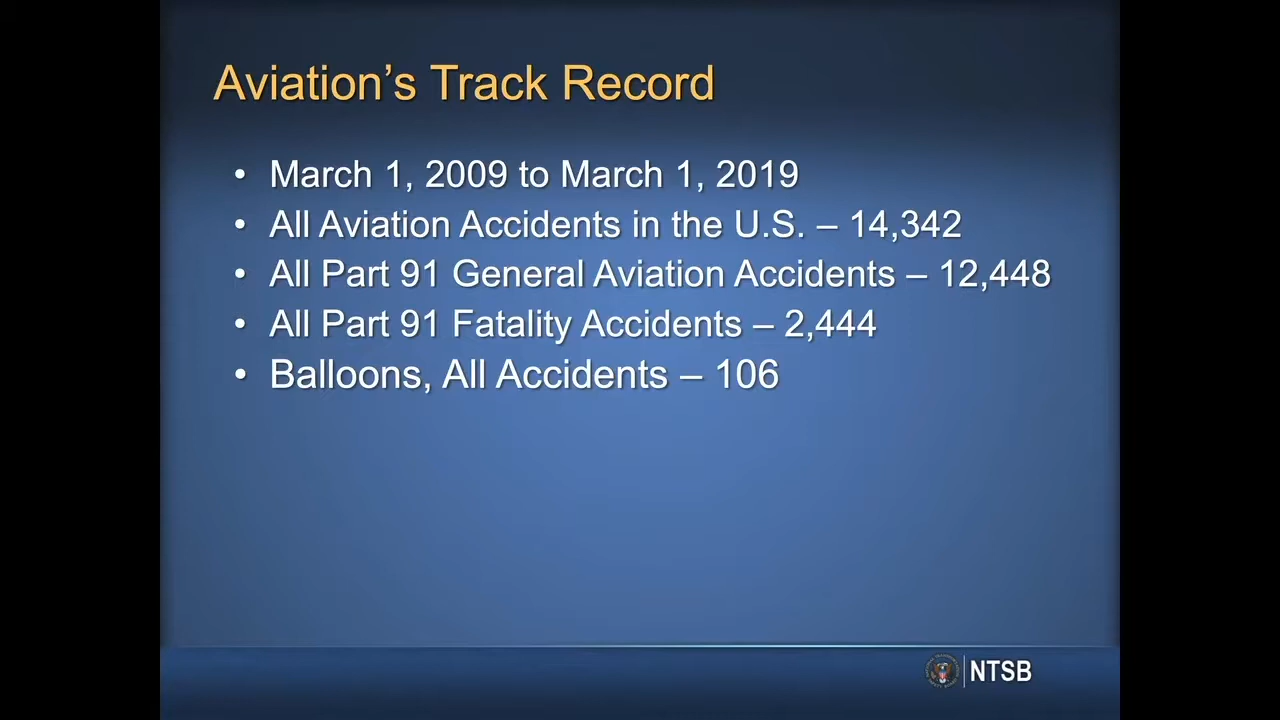 Aviation’s Track Record
• March 1, 2009 to March 1, 2019
• All Aviation Accidents in the U.S. – 14,342
• All Part 91 General Aviation Accidents – 12,448
• All Part 91 Fatality Accidents – 2,444
• Balloons, All Accidents – 106
NTSB